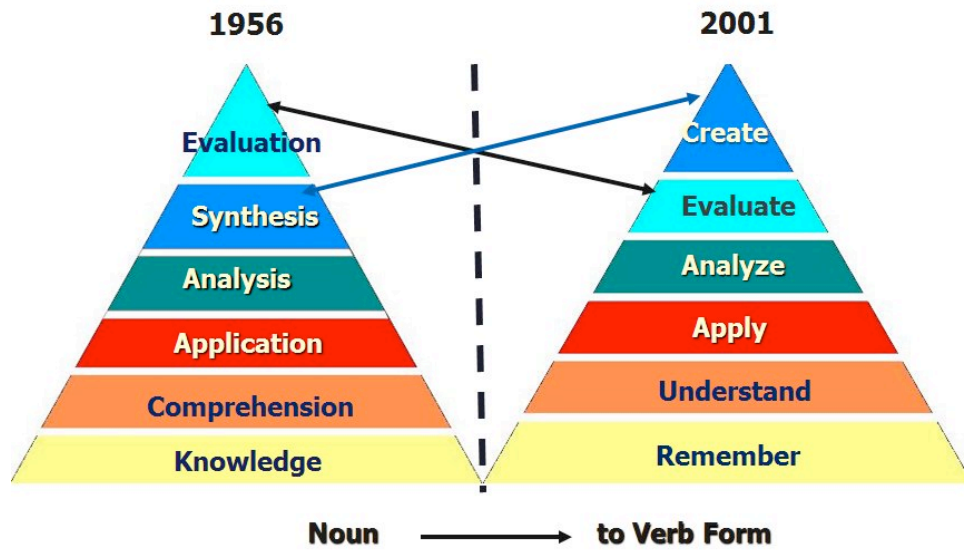 1956
2001
Evaluation
Synthesis
Analysis
Application
Comprehension
Knowledge
Create
Evaluate
Analyze
Apply
Understand
Remember
Noun to Verb Form